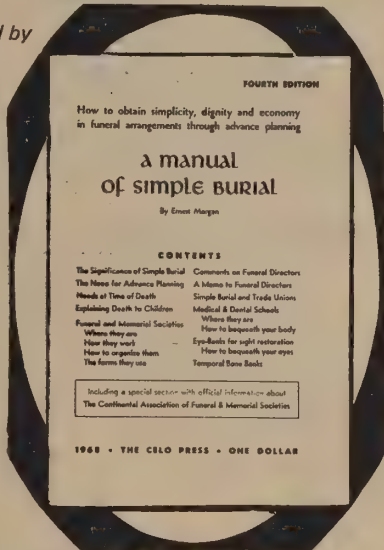 d by
FOURTH EDITION
How to obtain simplicity, dignity and economy
in funeral arrangements through advance planning
a manual
of simple burial
By Ernest Morgan
CONTENTS
The Significance of Simple Burial
The Need for Advance Planning
Needs at Time of Death
Explaining Death to Children
Funeral and Memorial Societies
Where they are
How they work
How to organize them
The forms they use
Comments on Funeral Directors
A Memo to Funeral Directors
Simple Burial and Trade Unions
Medical & Dental Schools
Where they are
How to bequeath your body
Eye-Banks for sight restoration
How to bequeath your eyes
Temporal Bone Banks
Including a special section with official information about
The Continental Association of Funeral & Memorial Societies
1968 • THE CELO PRESS • ONE DOLLAR